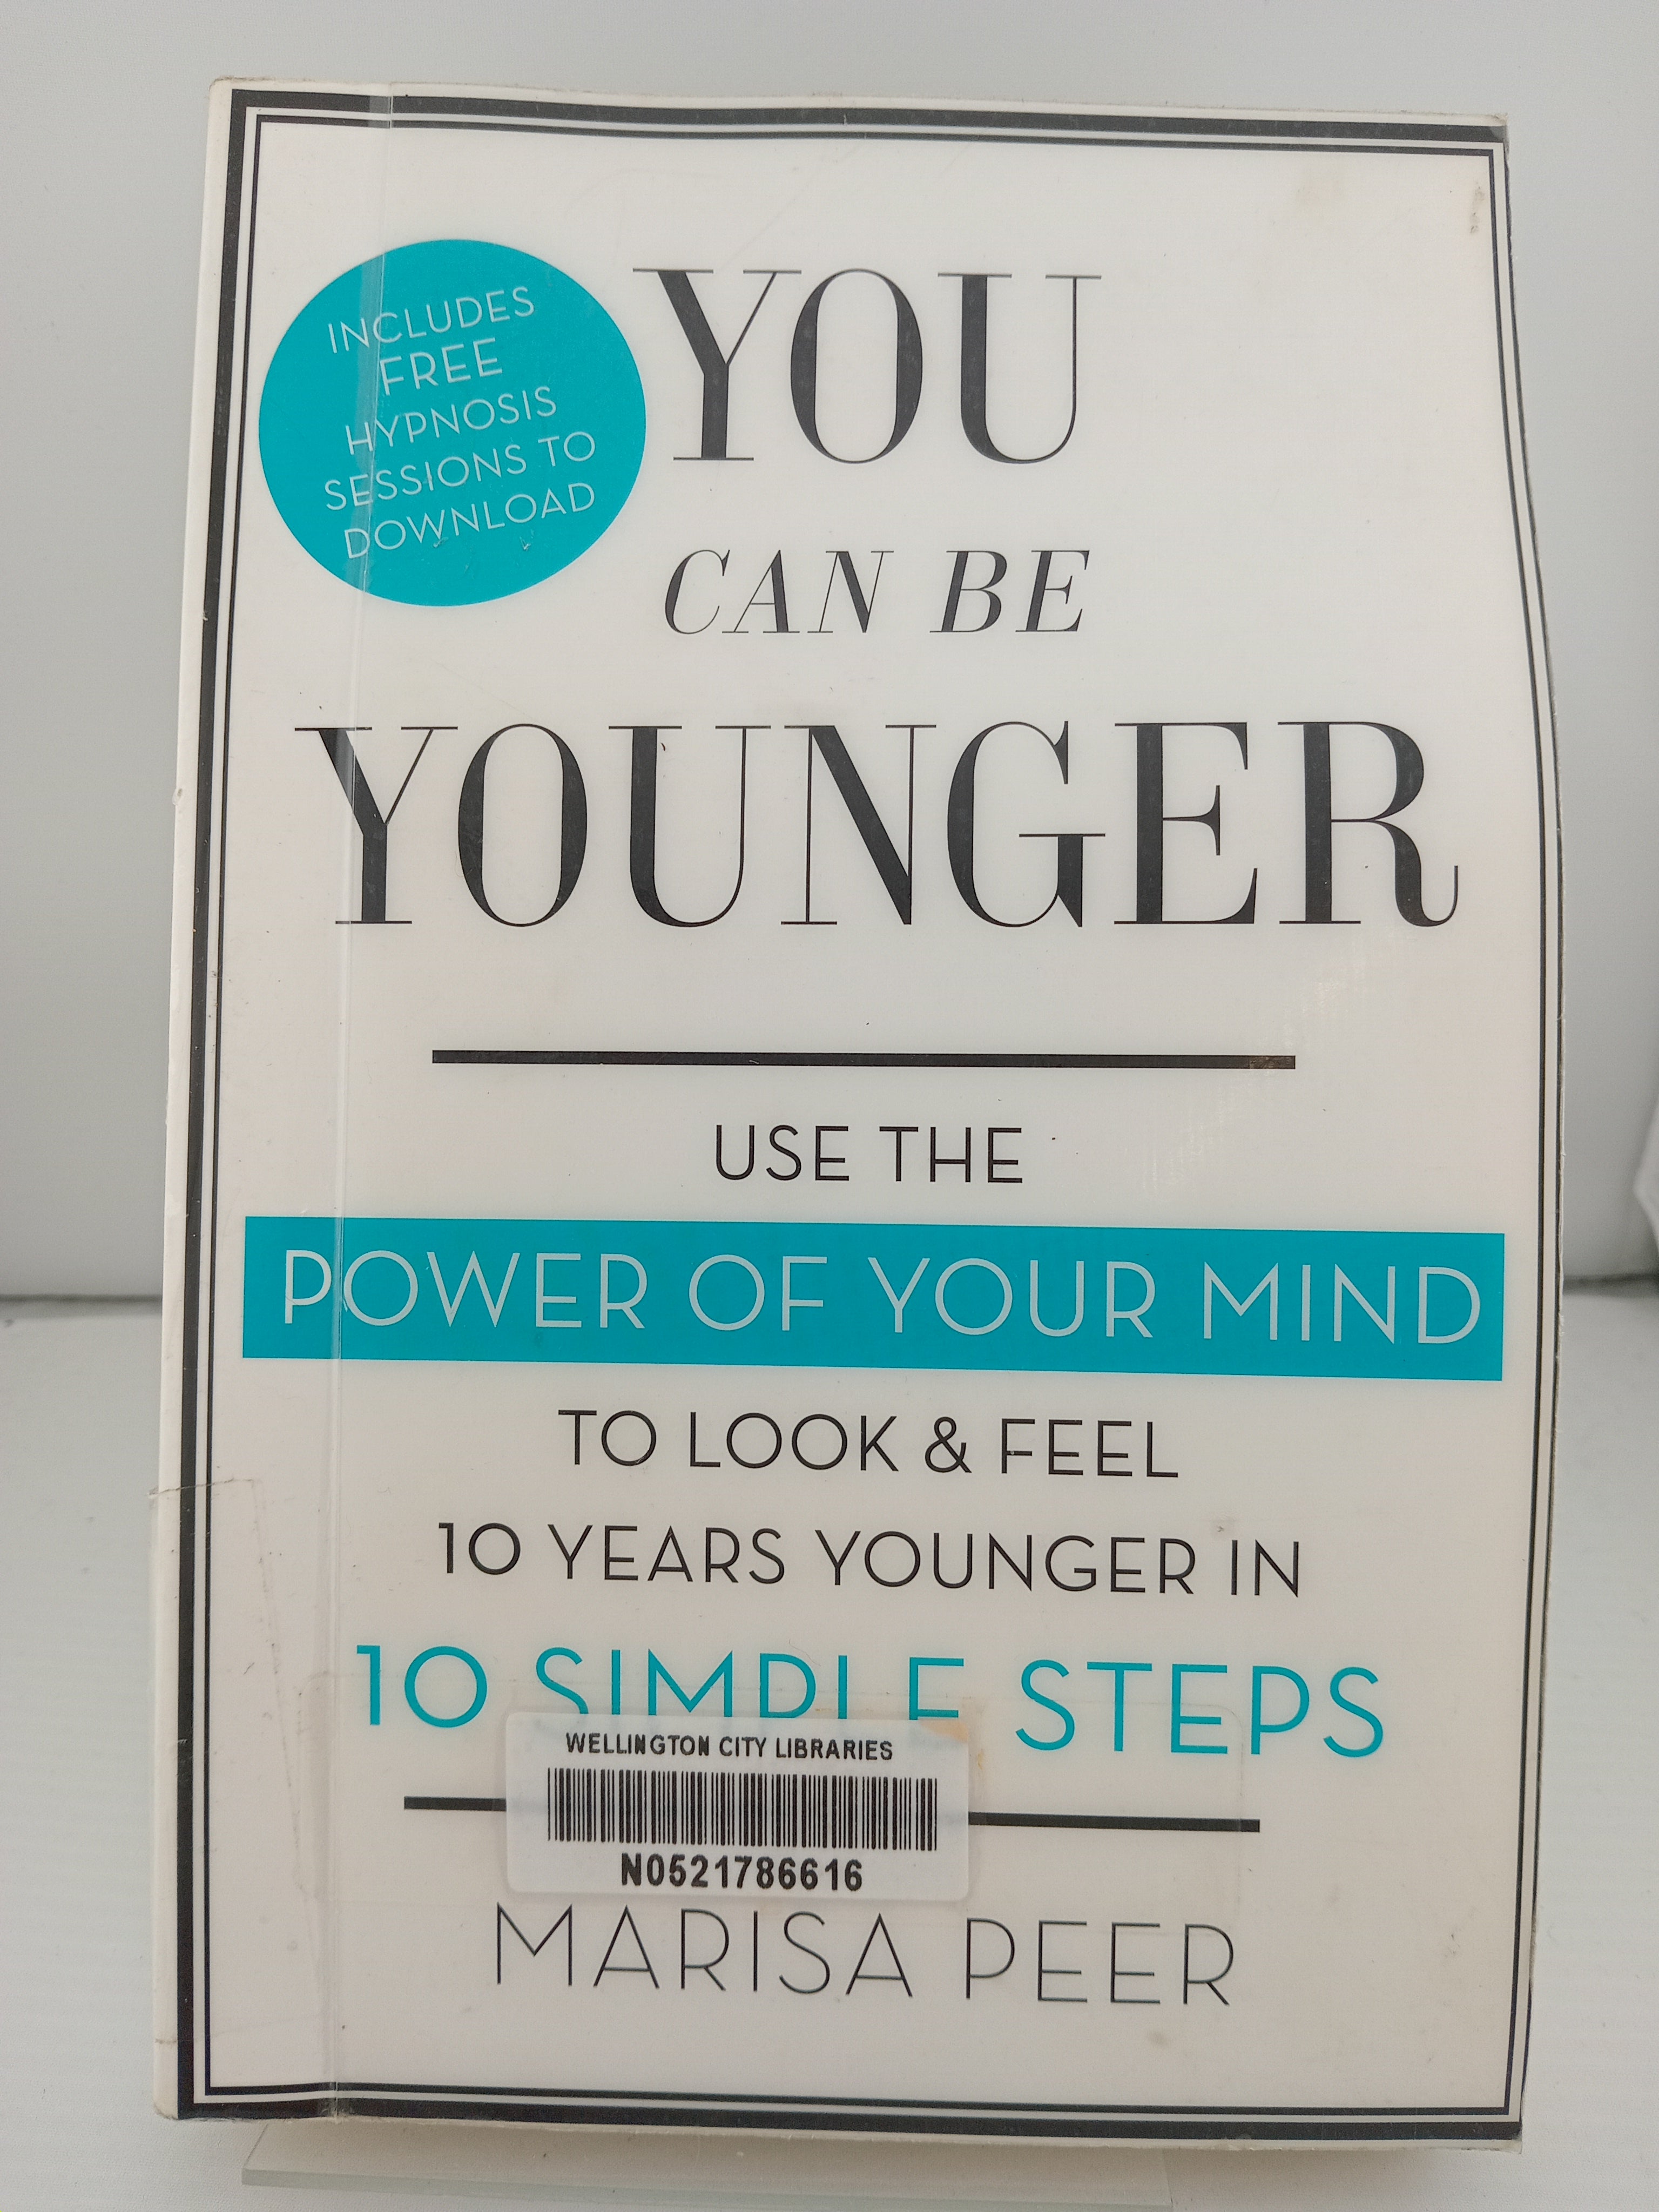 INCLUDES
FREE
HYPNOSIS
SESSIONS TO
DOWNLOAD
YOU
CAN BE
YOUNGER
USE THE
POWER OF YOUR MIND
TO LOOK & FEEL
10 YEARS YOUNGER IN
10 SIMPLE STEPS
WELLINGTON CITY LIBRARIES
N0521786616
MARISA PEER